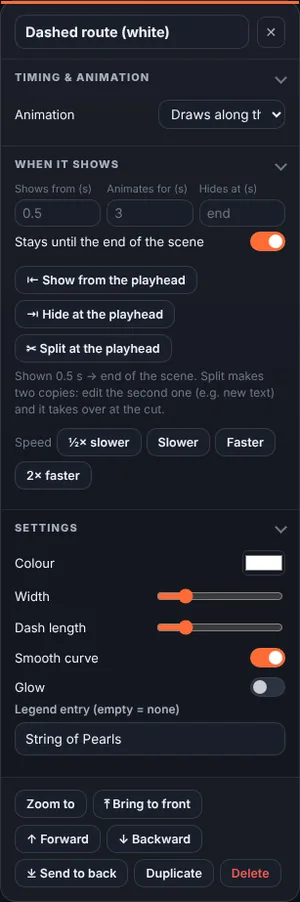 Dashed route (white)
✕
TIMING & ANIMATION
Animation
Draws along th
WHEN IT SHOWS
Shows from (s) Animates for (s) Hides at (s)
0.5 3 end
Stays until the end of the scene
⇤ Show from the playhead
⇥ Hide at the playhead
✂ Split at the playhead
Shown 0.5 s → end of the scene. Split makes
two copies: edit the second one (e.g. new text)
and it takes over at the cut.
Speed ½× slower Slower Faster
2× faster
SETTINGS
Colour
Width
Dash length
Smooth curve
Glow
Legend entry (empty = none)
String of Pearls
Zoom to ⤒ Bring to front
↑ Forward ↓ Backward
⤓ Send to back Duplicate Delete